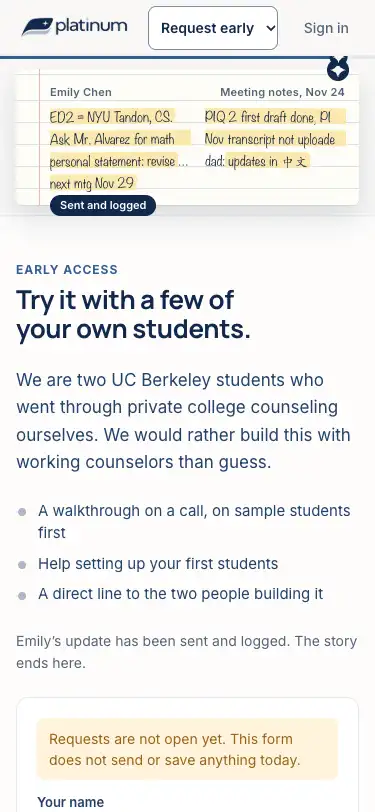 platinum
Request early
Sign in
Emily Chen
Meeting notes, Nov 24
ED2 = NYU Tandon, CS.
Ask Mr. Alvarez for math
personal statement: revise ...
next mtg Nov 29
PIQ 2 first draft done, PI
Nov transcript not uploade
dad: updates in 中文
Sent and logged
EARLY ACCESS
Try it with a few of
your own students.
We are two UC Berkeley students who
went through private college counseling
ourselves. We would rather build this with
working counselors than guess.
A walkthrough on a call, on sample students
first
Help setting up your first students
A direct line to the two people building it
Emily’s update has been sent and logged. The story
ends here.
Requests are not open yet. This form
does not send or save anything today.
Your name